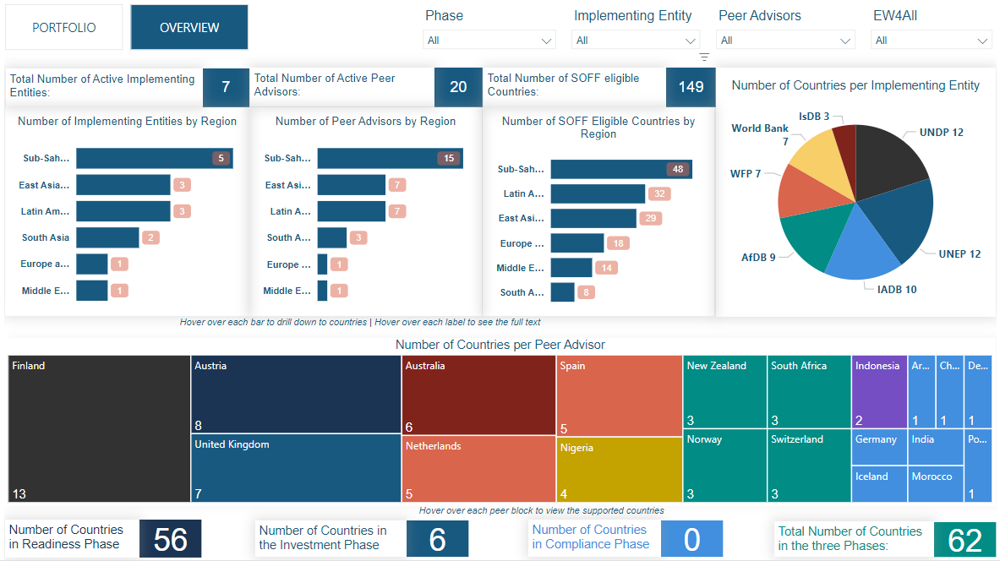 PORTFOLIO
OVERVIEW
Phase
All
Implementing Entity
All
Peer Advisors
All
EW4All
All
Total Number of Active Implementing
Entities:
7
Total Number of Active Peer
Advisors:
20
Total Number of SOFF eligible
Countries:
149
Number of Implementing Entities by Region
Sub-Sah... 5
East Asia... 3
Latin Am... 3
South Asia 2
Europe a... 1
Middle E... 1
Number of Peer Advisors by Region
Sub-Sah... 15
East Asi... 7
Latin A... 7
South A... 3
Europe ... 1
Middle E... 1
Number of SOFF Eligible Countries by
Region
Sub-Sah... 48
Latin A... 32
East Asi... 29
Europe ... 18
Middle E... 14
South A... 8
Number of Countries per Implementing Entity
IsDB 3
World Bank
7
WFP 7
AfDB 9
UNDP 12
UNEP 12
IADB 10
Hover over each bar to drill down to countries | Hover over each label to see the full text
Number of Countries per Peer Advisor
Finland
13
Austria
8
United Kingdom
7
Australia
6
Netherlands
5
Spain
5
Nigeria
4
New Zealand
3
Norway
3
South Africa
3
Switzerland
3
Indonesia
2
Ar...
1
Ch...
1
De...
1
Germany
Iceland
India
Morocco
Po...
1
Hover over each peer block to view the supported countries
Number of Countries
in Readiness Phase
56
Number of Countries in
the Investment Phase
6
Number of Countries
in Compliance Phase
0
Total Number of Countries
in the three Phases:
62